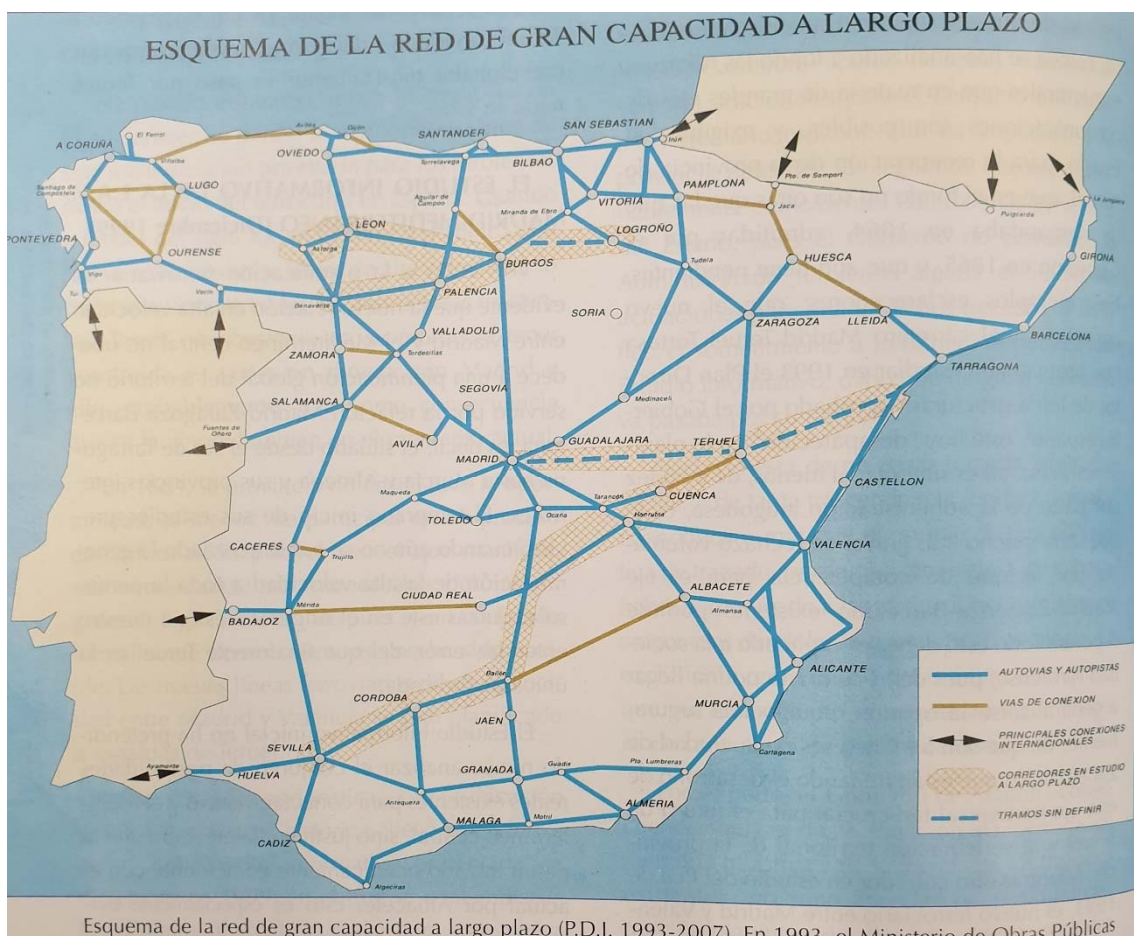 ESQUEMA DE LA RED DE GRAN CAPACIDAD A LARGO PLAZO
El Ferrol
A CORUÑA
Villalba
Avilés
Gijón
OVIEDO
SANTANDER
Torrelavega
BILBAO
SAN SEBASTIAN
Irún
Santiago de
Compostela
LUGO
Aguilar de
Campoo
Miranda de Ebro
VITORIA
PAMPLONA
Pto. de Somport
Jaca
Puigcerda
La Junquera
PONTEVEDRA
OURENSE
LEON
Astorga
BURGOS
LOGROÑO
HUESCA
GIRONA
Vigo
Tuy
Verín
Benavente
PALENCIA
Tudela
SORIA
ZARAGOZA
LLEIDA
BARCELONA
VALLADOLID
ZAMORA
Tordesillas
TARRAGONA
SEGOVIA
SALAMANCA
Medinaceli
Fuentes de
Oñoro
AVILA
GUADALAJARA
TERUEL
MADRID
CASTELLON
Maqueda
TOLEDO
Ocaña
Tarancón
CUENCA
Honrubia
VALENCIA
CACERES
Trujillo
ALBACETE
Almansa
CIUDAD REAL
BADAJOZ
Mérida
ALICANTE
Bailén
CORDOBA
MURCIA
JAEN
Cartagena
SEVILLA
GRANADA
Guadix
Pto. Lumbreras
Ayamonte
HUELVA
Antequera
Motril
ALMERIA
MALAGA
CADIZ
Algeciras
AUTOVIAS Y AUTOPISTAS
VIAS DE CONEXION
PRINCIPALES CONEXIONES
INTERNACIONALES
CORREDORES EN ESTUDIO
A LARGO PLAZO
TRAMOS SIN DEFINIR
Esquema de la red de gran capacidad a largo plazo (P.D.I. 1993-2007). En 1993, el Ministerio de Obras Públicas